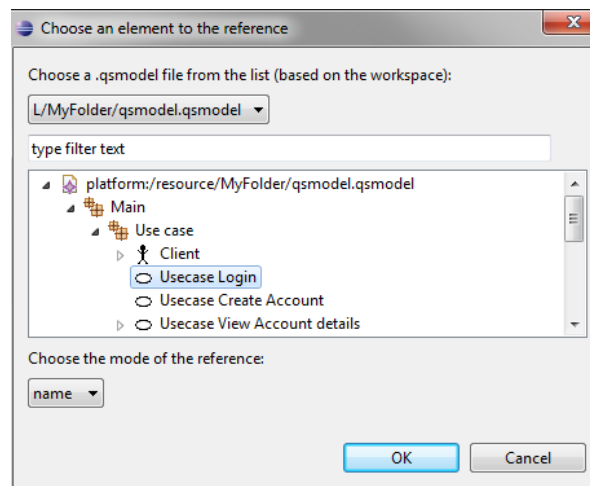 Choose an element to the reference
Choose a .qsmodel file from the list (based on the workspace):
L/MyFolder/qsmodel.qsmodel
type filter text
platform:/resource/MyFolder/qsmodel.qsmodel
Main
Use case
Client
Usecase Login
Usecase Create Account
Usecase View Account details
Choose the mode of the reference:
name
OK Cancel